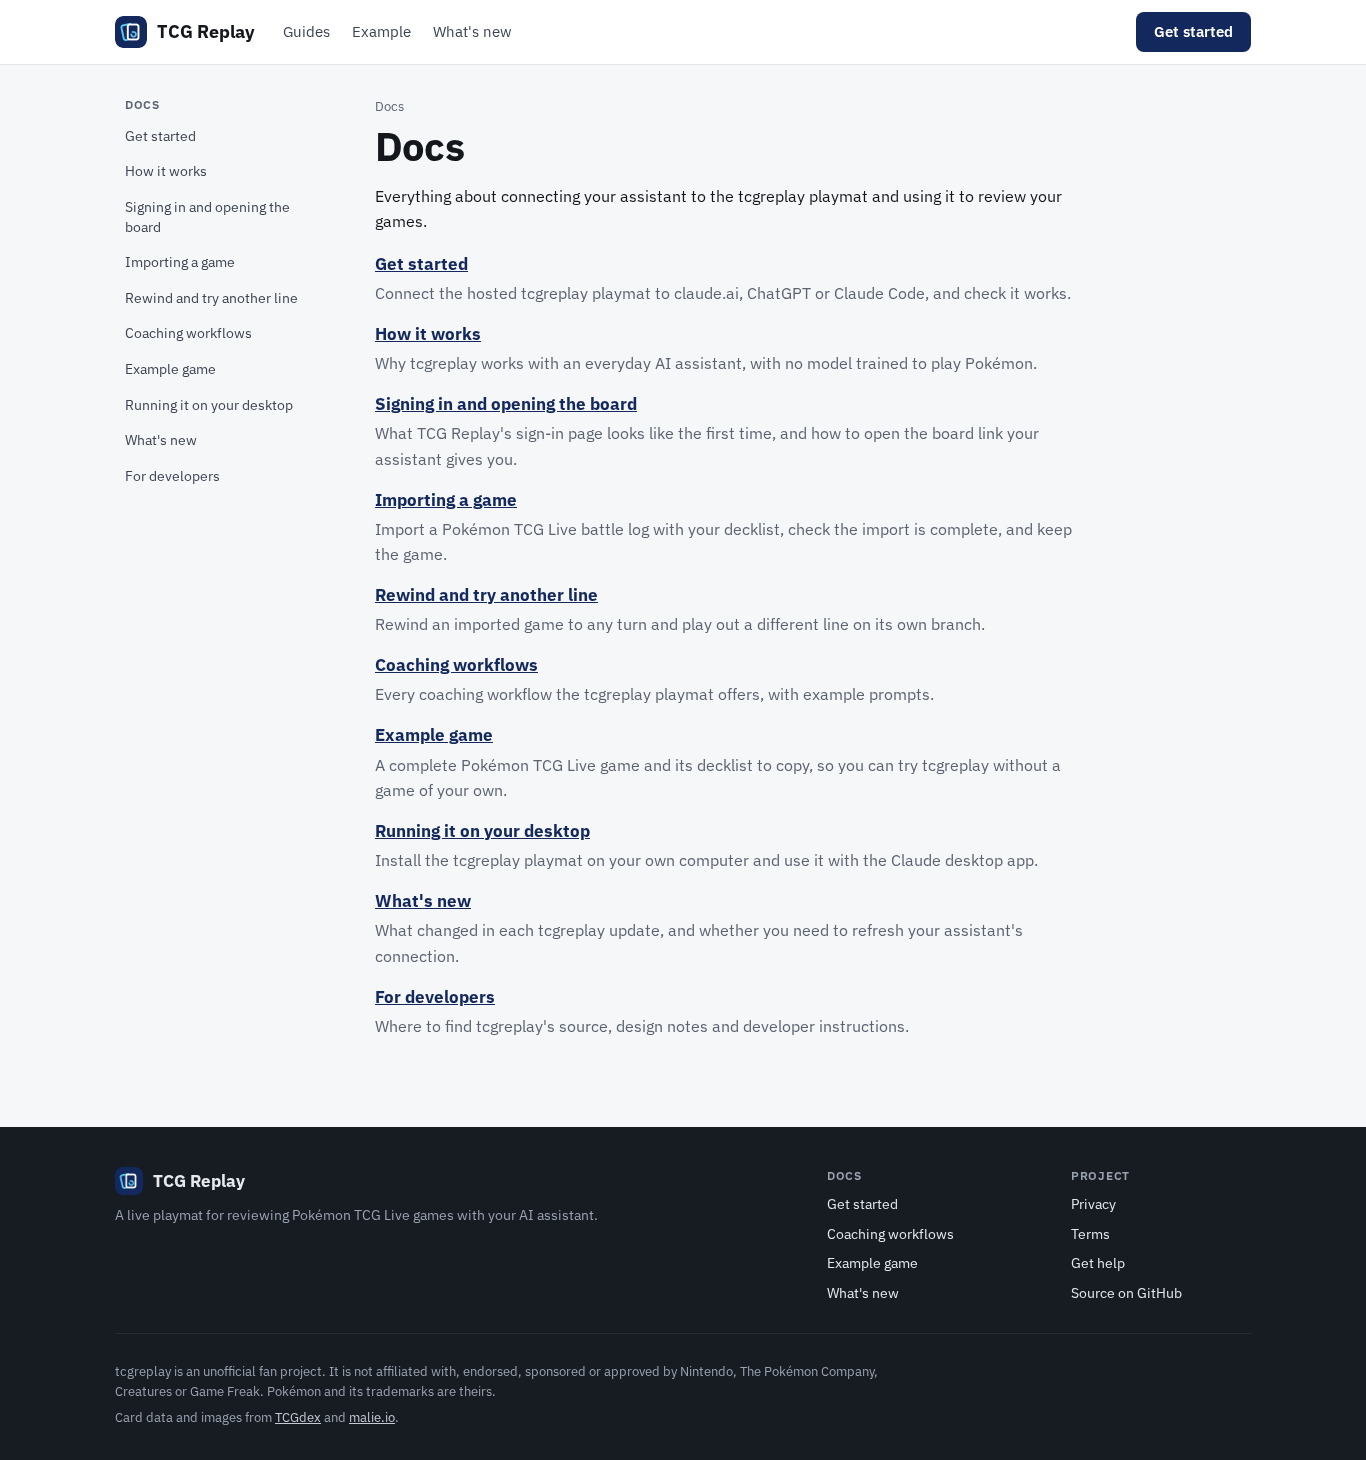 TCG Replay
Guides
Example
What's new
Get started
DOCS
Get started
How it works
Signing in and opening the
board
Importing a game
Rewind and try another line
Coaching workflows
Example game
Running it on your desktop
What's new
For developers
Docs
Docs
Everything about connecting your assistant to the tcgreplay playmat and using it to review your
games.
Get started
Connect the hosted tcgreplay playmat to claude.ai, ChatGPT or Claude Code, and check it works.
How it works
Why tcgreplay works with an everyday AI assistant, with no model trained to play Pokémon.
Signing in and opening the board
What TCG Replay's sign-in page looks like the first time, and how to open the board link your
assistant gives you.
Importing a game
Import a Pokémon TCG Live battle log with your decklist, check the import is complete, and keep
the game.
Rewind and try another line
Rewind an imported game to any turn and play out a different line on its own branch.
Coaching workflows
Every coaching workflow the tcgreplay playmat offers, with example prompts.
Example game
A complete Pokémon TCG Live game and its decklist to copy, so you can try tcgreplay without a
game of your own.
Running it on your desktop
Install the tcgreplay playmat on your own computer and use it with the Claude desktop app.
What's new
What changed in each tcgreplay update, and whether you need to refresh your assistant's
connection.
For developers
Where to find tcgreplay's source, design notes and developer instructions.
TCG Replay
A live playmat for reviewing Pokémon TCG Live games with your AI assistant.
DOCS
Get started
Coaching workflows
Example game
What's new
PROJECT
Privacy
Terms
Get help
Source on GitHub
tcgreplay is an unofficial fan project. It is not affiliated with, endorsed, sponsored or approved by Nintendo, The Pokémon Company,
Creatures or Game Freak. Pokémon and its trademarks are theirs.
Card data and images from TCGdex and malie.io.